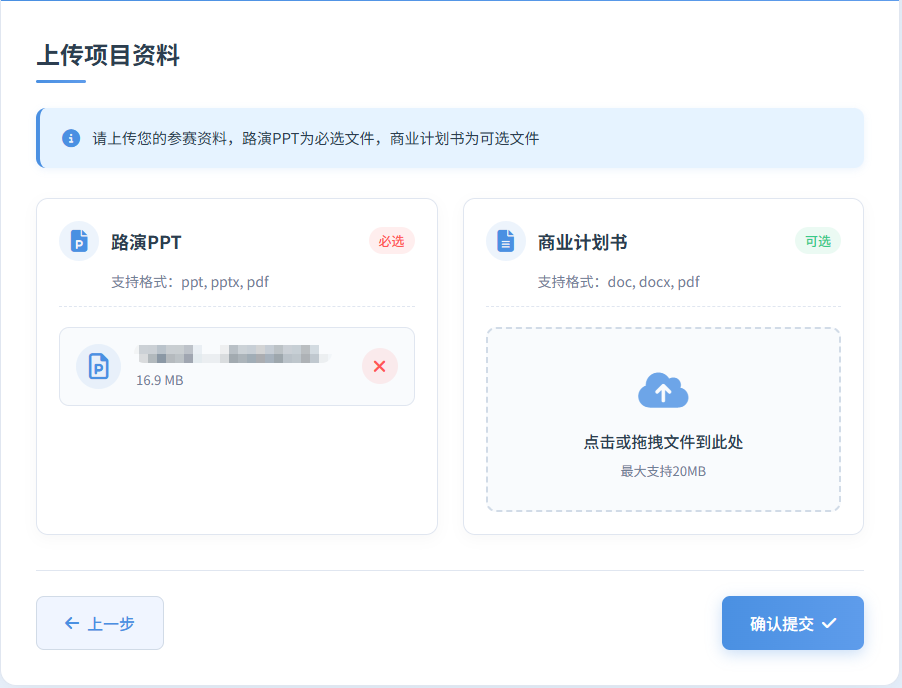 上传项目资料
请上传您的参赛资料，路演PPT为必选文件，商业计划书为可选文件
路演PPT
必选
支持格式：ppt, pptx, pdf
16.9 MB
商业计划书
可选
支持格式：doc, docx, pdf
点击或拖拽文件到此处
最大支持20MB
上一步
确认提交